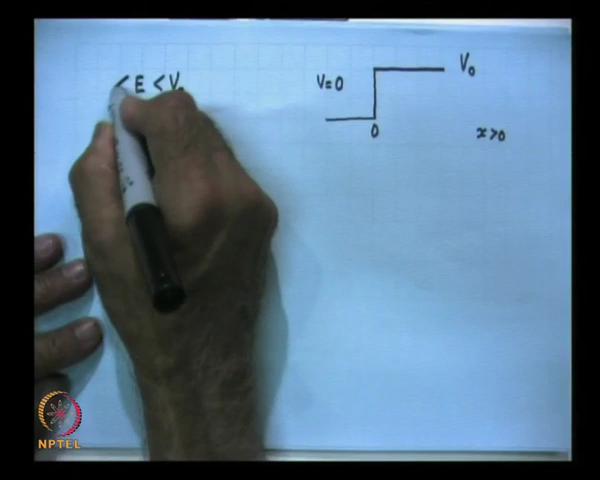 < E < V₀
V=0
V₀
0
x>0
NPTEL